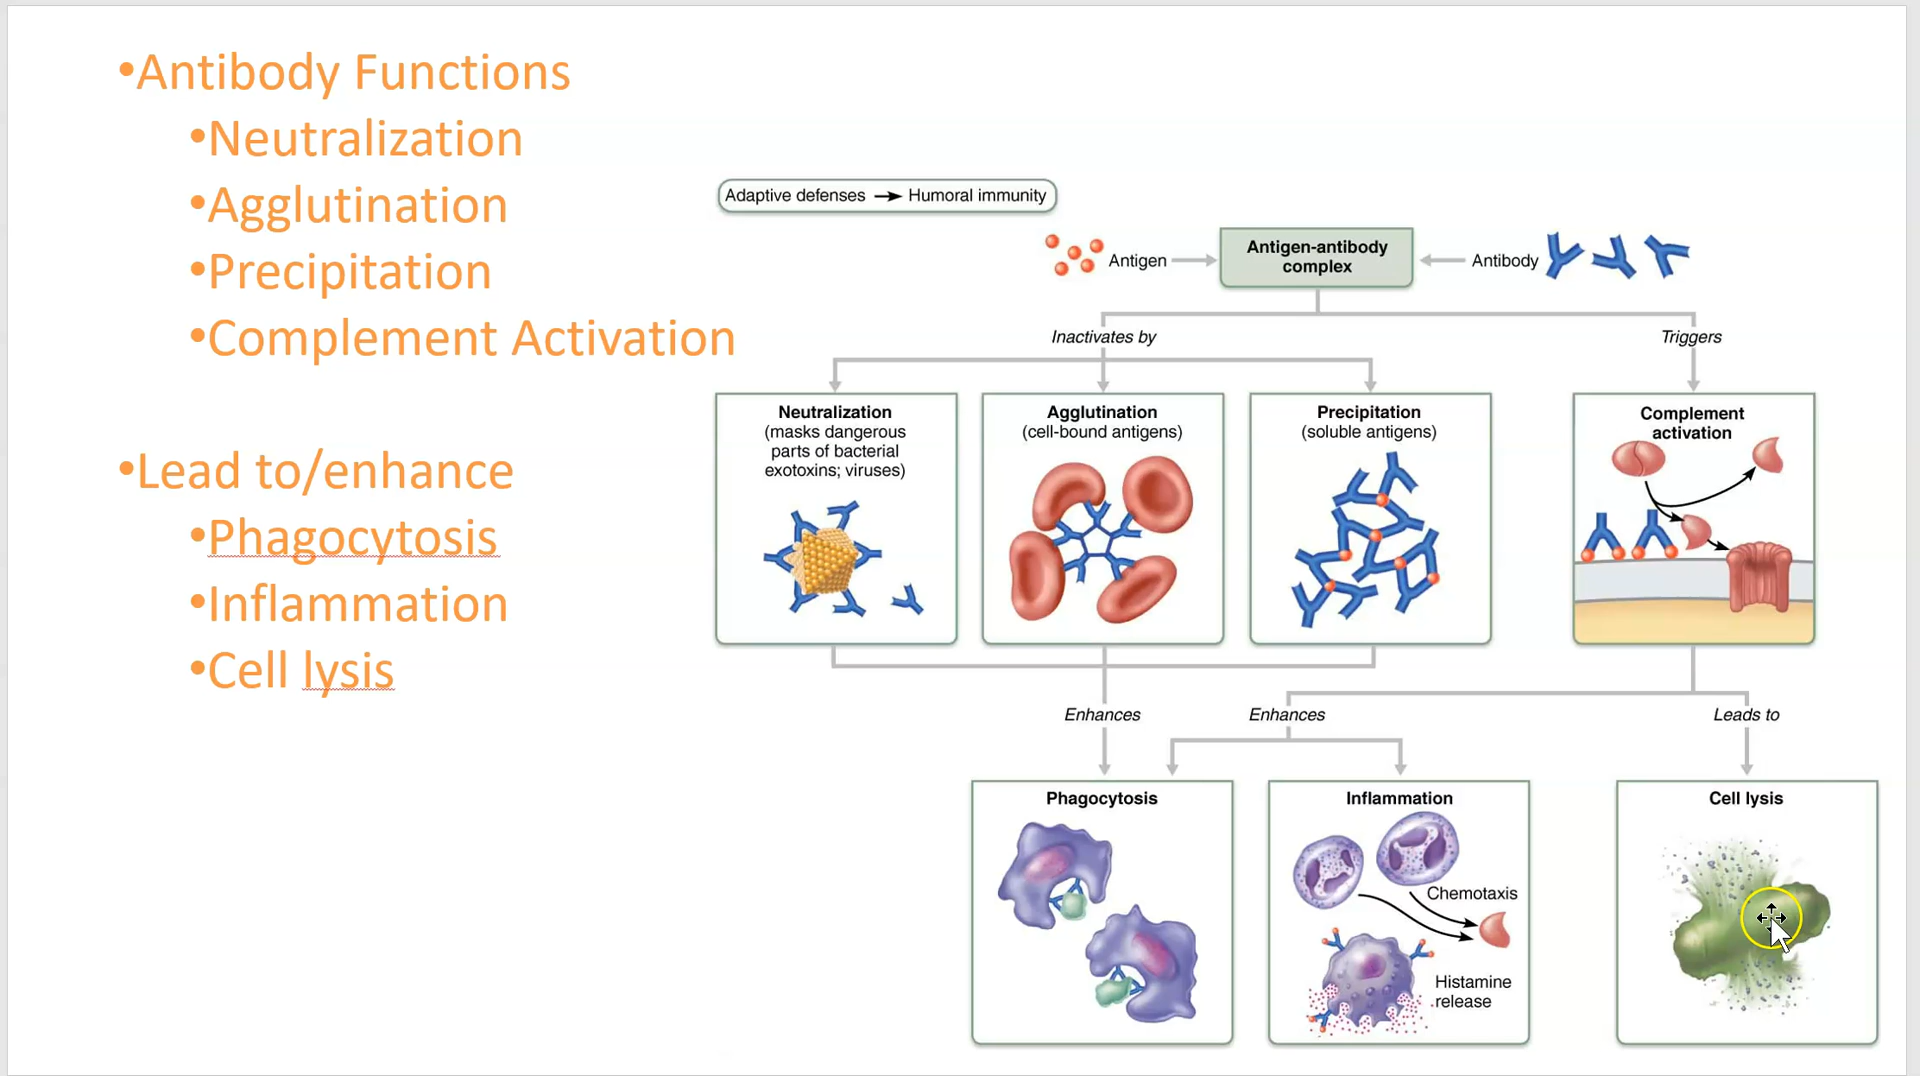 •Antibody Functions
•Neutralization
•Agglutination
•Precipitation
•Complement Activation
•Lead to/enhance
•Phagocytosis
•Inflammation
•Cell lysis
Adaptive defenses → Humoral immunity
Antigen
Antigen-antibody
complex
Antibody
Inactivates by
Triggers
Neutralization
(masks dangerous
parts of bacterial
exotoxins; viruses)
Agglutination
(cell-bound antigens)
Precipitation
(soluble antigens)
Complement
activation
Enhances
Enhances
Leads to
Phagocytosis
Inflammation
Chemotaxis
Histamine
release
Cell lysis